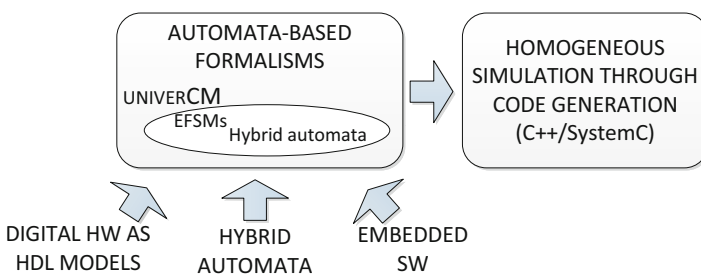 AUTOMATA-BASED
FORMALISMS
UNIVERCM
EFSMs
Hybrid automata
HOMOGENEOUS
SIMULATION THROUGH
CODE GENERATION
(C++/SystemC)
DIGITAL HW AS
HDL MODELS
HYBRID
AUTOMATA
EMBEDDED
SW